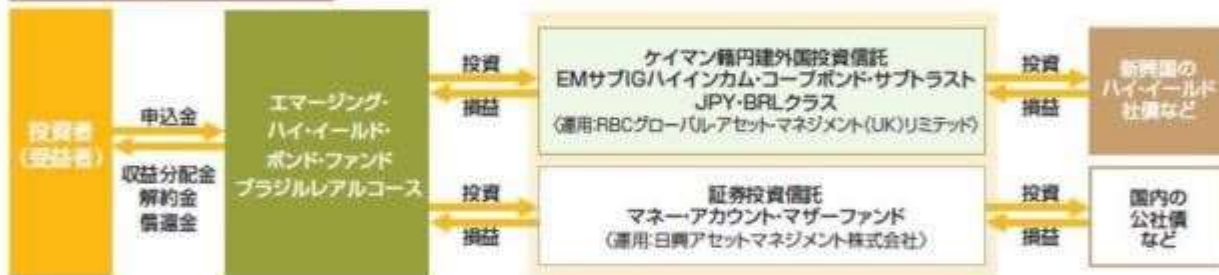 投資者
(受益者)
申込金
収益分配金
解約金
償還金
エマージング・
ハイ・イールド・
ボンド・ファンド
ブラジルレアルコース
投資
損益
ケイマン籍円建外国投資信託
EMサブIGハイインカム・コープボンド・サブトラスト
JPY・BRLクラス
(運用:RBCグローバル・アセット・マネジメント(UK)リミテッド)
投資
損益
新興国の
ハイ・イールド
社債など
投資
損益
証券投資信託
マネー・アカウント・マザーファンド
(運用:日興アセットマネジメント株式会社)
投資
損益
国内の
公社債
など